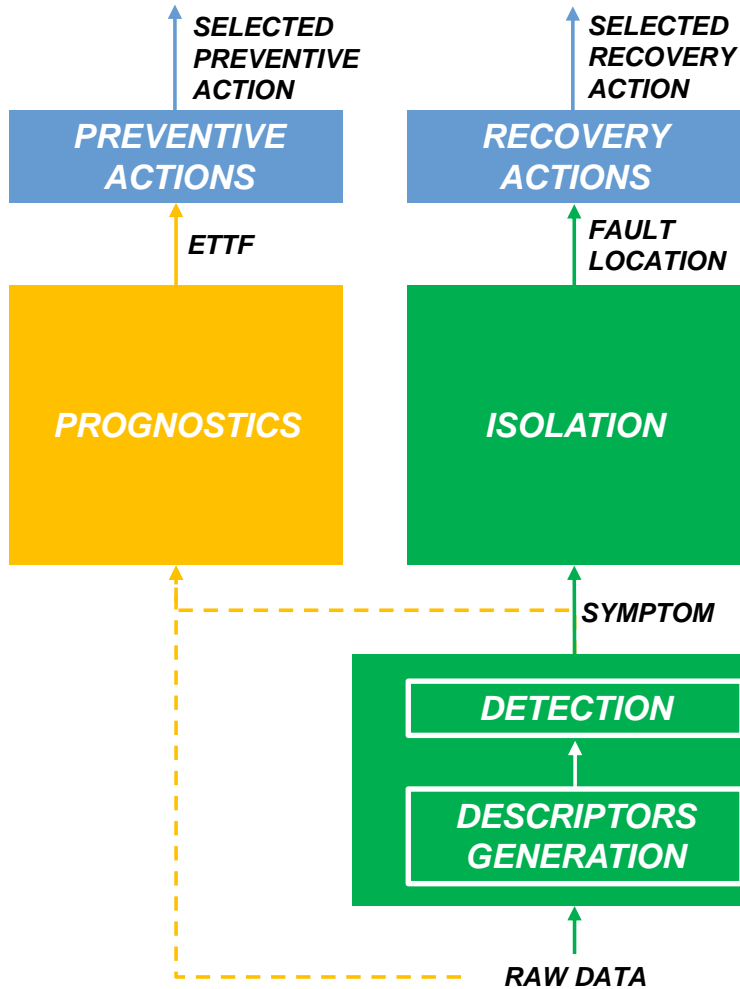 SELECTED
PREVENTIVE
ACTION
SELECTED
RECOVERY
ACTION
PREVENTIVE
ACTIONS
RECOVERY
ACTIONS
ETTF
FAULT
LOCATION
PROGNOSTICS
ISOLATION
SYMPTOM
DETECTION
DESCRIPTORS
GENERATION
RAW DATA